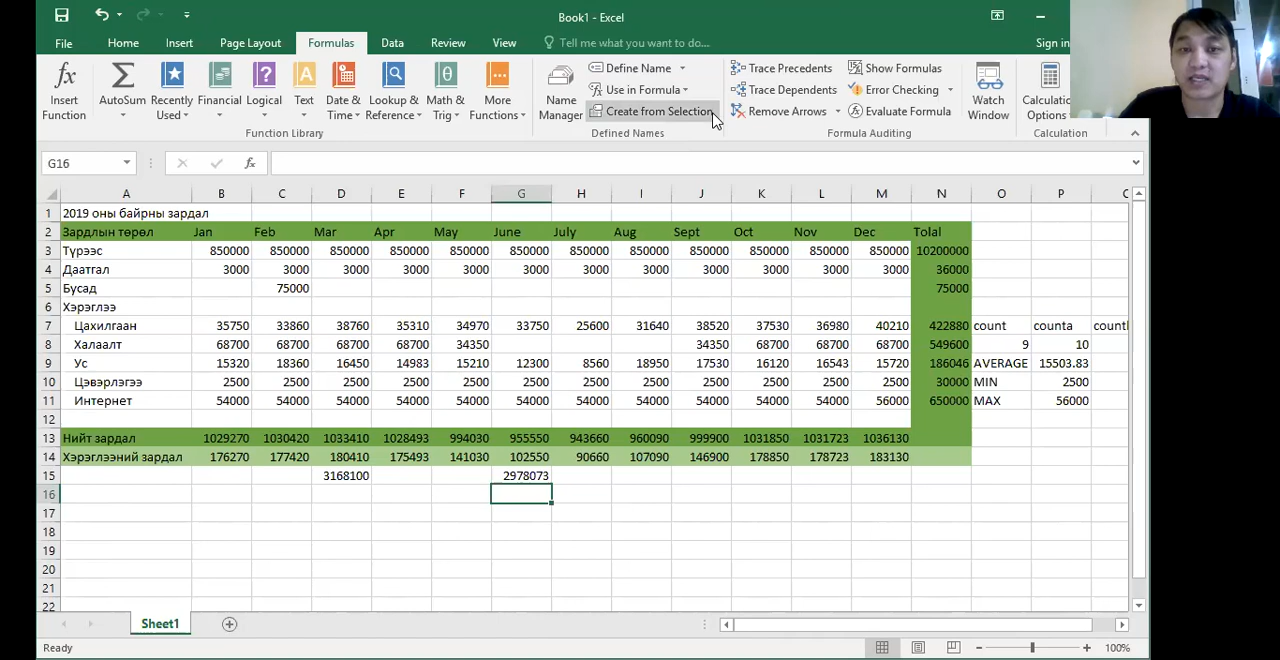 Book1 - Excel
File Home Insert Page Layout Formulas Data Review View Tell me what you want to do... Sign in
Insert Function
AutoSum
Recently Used
Financial
Logical
Text
Date & Time
Lookup & Reference
Math & Trig
More Functions
Function Library
Name Manager
Define Name
Use in Formula
Create from Selection
Defined Names
Trace Precedents
Trace Dependents
Remove Arrows
Show Formulas
Error Checking
Evaluate Formula
Formula Auditing
Watch Window
Calculation
G16
A B C D E F G H I J K L M N O P
1 2019 оны байрны зардал
2 Зардлын төрөл Jan Feb Mar Apr May June July Aug Sept Oct Nov Dec Total
3 Түрээс 850000 850000 850000 850000 850000 850000 850000 850000 850000 850000 850000 850000 10200000
4 Даатгал 3000 3000 3000 3000 3000 3000 3000 3000 3000 3000 3000 3000 36000
5 Бусад 75000 75000
6 Хэрэглээ
7 Цахилгаан 35750 33860 38760 35310 34970 33750 25600 31640 38520 37530 36980 40210 422880 count counta
8 Халаалт 68700 68700 68700 68700 34350 34350 68700 68700 68700 549600 9 10
9 Ус 15320 18360 16450 14983 15210 12300 8560 18950 17530 16120 16543 15720 186046 AVERAGE 15503.83
10 Цэвэрлэгээ 2500 2500 2500 2500 2500 2500 2500 2500 2500 2500 2500 2500 30000 MIN 2500
11 Интернет 54000 54000 54000 54000 54000 54000 54000 54000 54000 54000 54000 56000 650000 MAX 56000
12
13 Нийт зардал 1029270 1030420 1033410 1028493 994030 955550 943660 960090 999900 1031850 1031723 1036130
14 Хэрэглээний зардал 176270 177420 180410 175493 141030 102550 90660 107090 146900 178850 178723 183130
15 3168100 2978073
16
17
18
19
20
21
22
Sheet1
Ready
100%